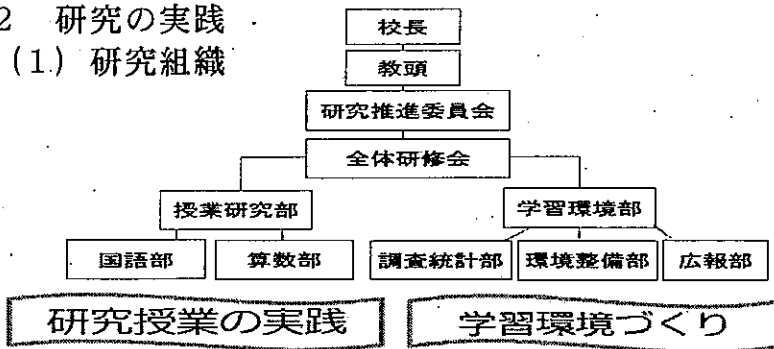 2 研究の実践
(1) 研究組織
校長
教頭
研究推進委員会
全体研修会
授業研究部
学習環境部
国語部
算数部
調査統計部
環境整備部
広報部
研究授業の実践
学習環境づくり